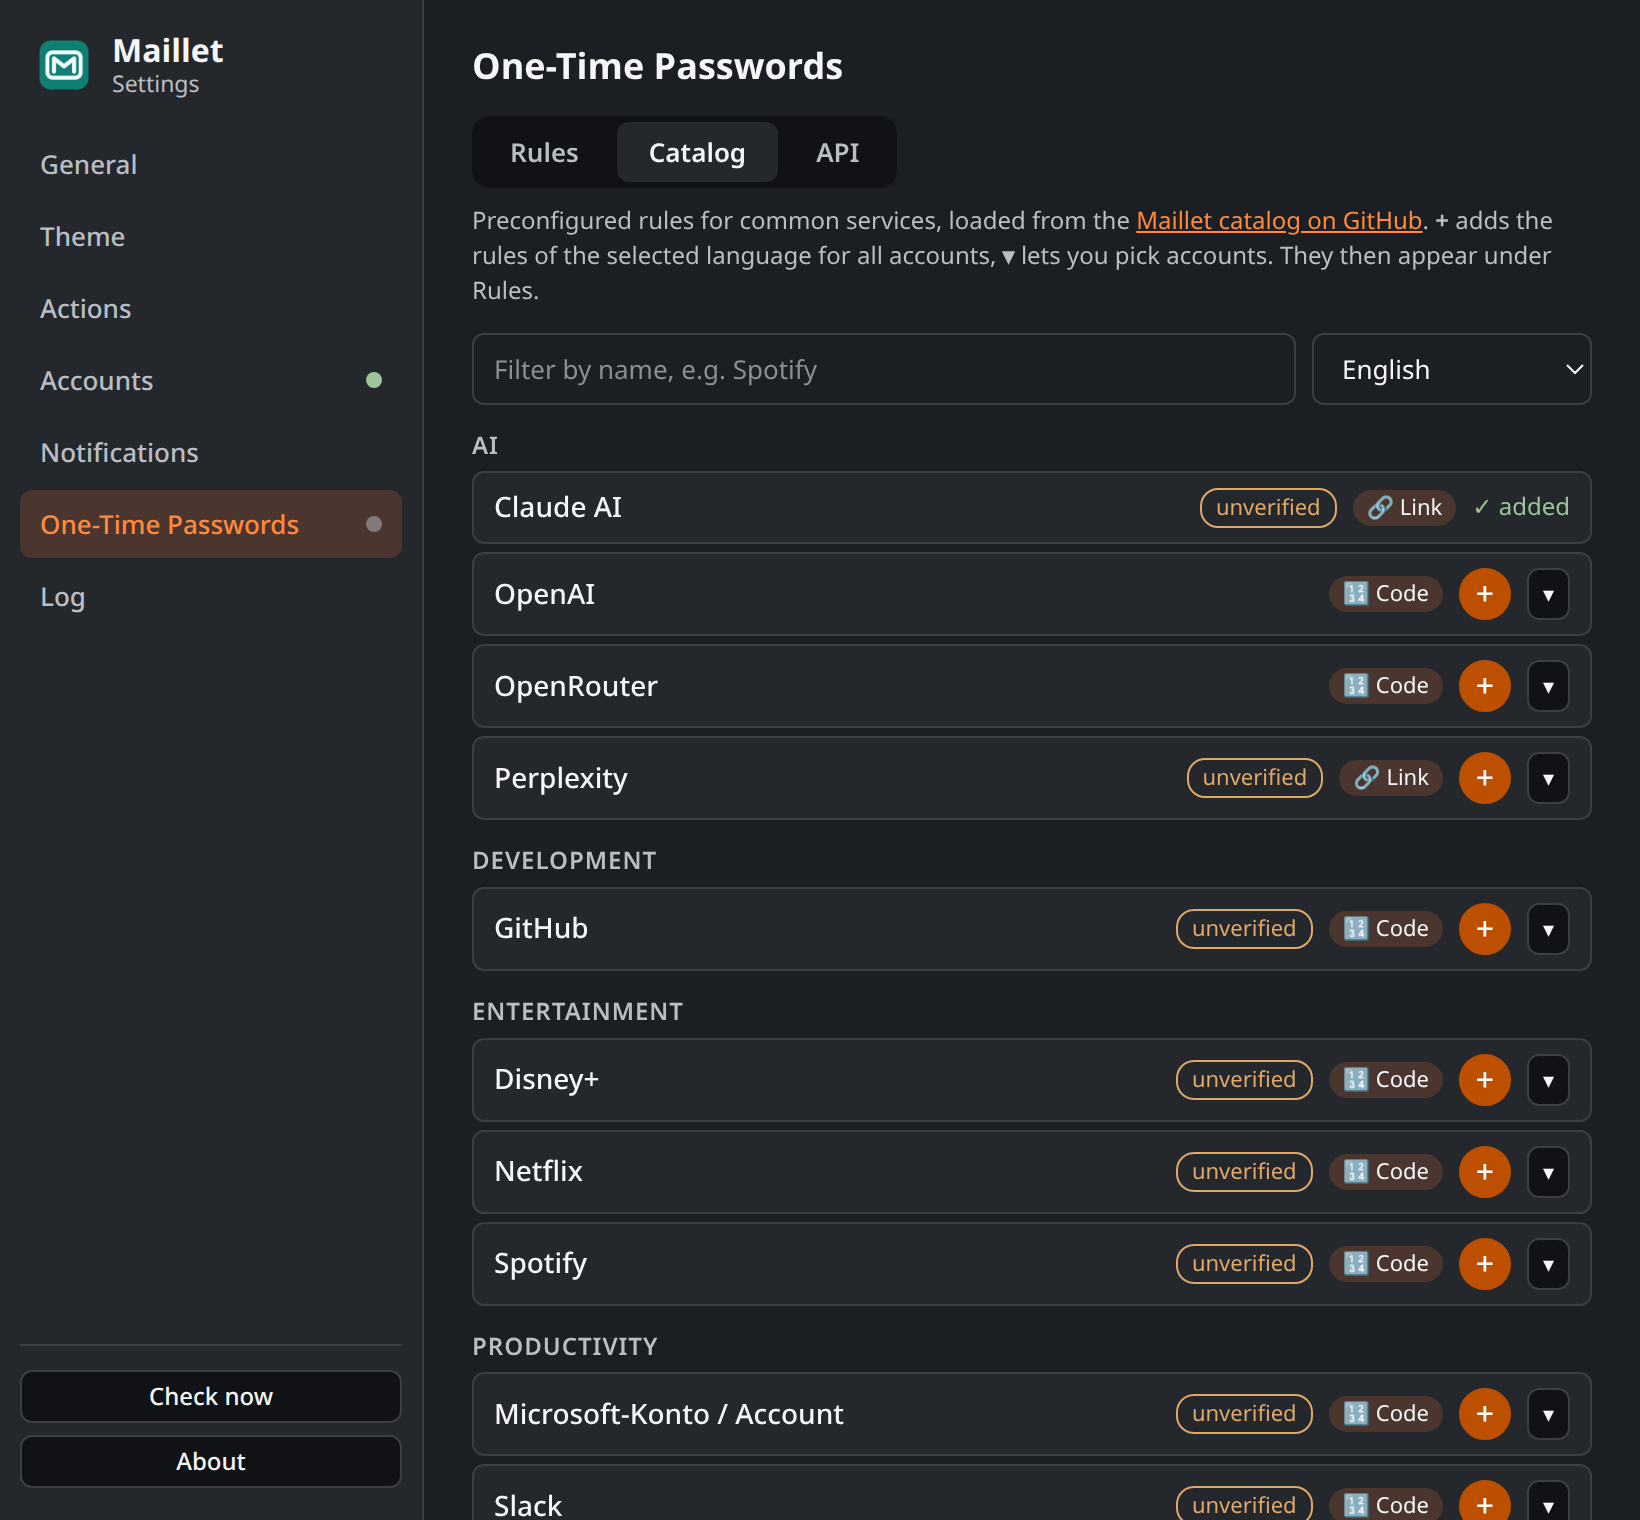 Maillet
Settings
General
Theme
Actions
Accounts
Notifications
One-Time Passwords
Log
Check now
About
One-Time Passwords
Rules
Catalog
API
Preconfigured rules for common services, loaded from the Maillet catalog on GitHub. + adds the
rules of the selected language for all accounts, ▾ lets you pick accounts. They then appear under
Rules.
Filter by name, e.g. Spotify
English
AI
Claude AI unverified 🔗 Link ✓ added
OpenAI 🔢 Code + ▾
OpenRouter 🔢 Code + ▾
Perplexity unverified 🔗 Link + ▾
DEVELOPMENT
GitHub unverified 🔢 Code + ▾
ENTERTAINMENT
Disney+ unverified 🔢 Code + ▾
Netflix unverified 🔢 Code + ▾
Spotify unverified 🔢 Code + ▾
PRODUCTIVITY
Microsoft-Konto / Account unverified 🔢 Code + ▾
Slack unverified 🔢 Code + ▾